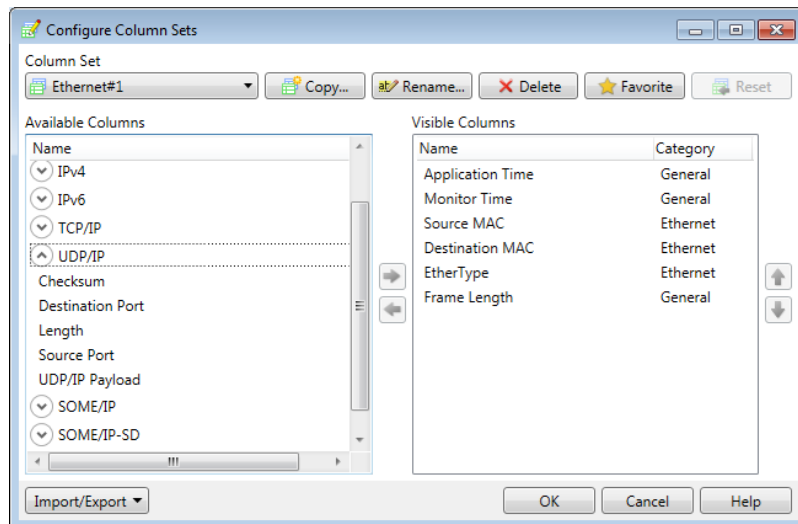 Configure Column Sets
Column Set
Ethernet#1
Copy...
Rename...
Delete
Favorite
Reset
Available Columns
Name
IPv4
IPv6
TCP/IP
UDP/IP
Checksum
Destination Port
Length
Source Port
UDP/IP Payload
SOME/IP
SOME/IP-SD
Visible Columns
Name Category
Application Time General
Monitor Time General
Source MAC Ethernet
Destination MAC Ethernet
EtherType Ethernet
Frame Length General
Import/Export
OK
Cancel
Help